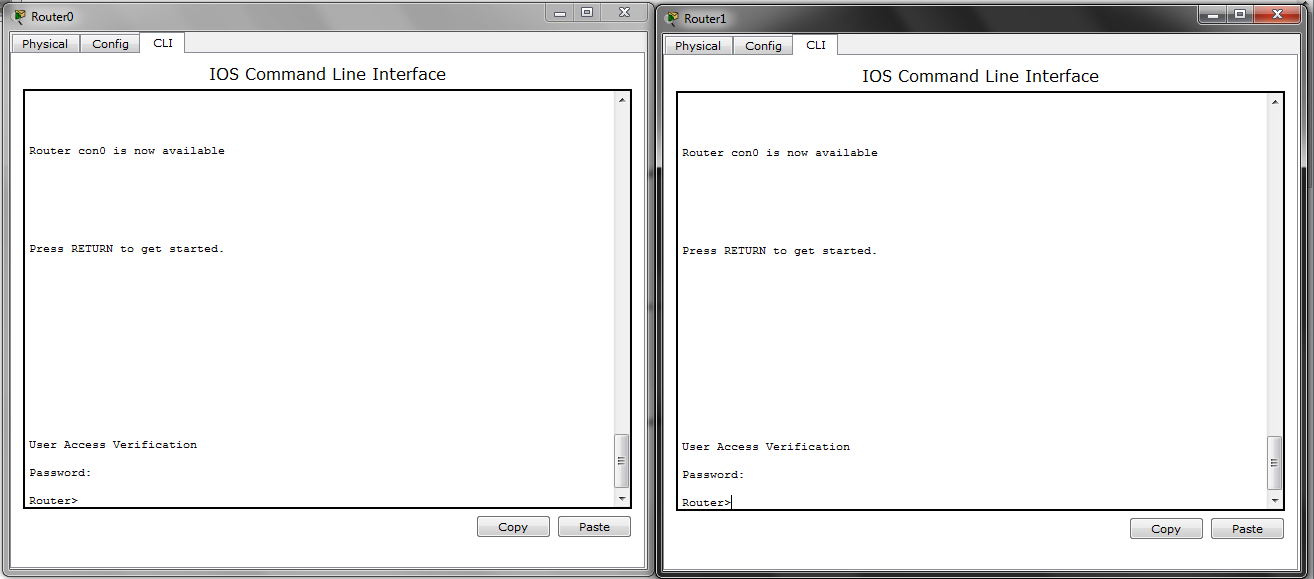 Router0
Physical Config CLI
IOS Command Line Interface
Router con0 is now available
Press RETURN to get started.
User Access Verification
Password:
Router>
Copy Paste
Router1
Physical Config CLI
IOS Command Line Interface
Router con0 is now available
Press RETURN to get started.
User Access Verification
Password:
Router>
Copy Paste